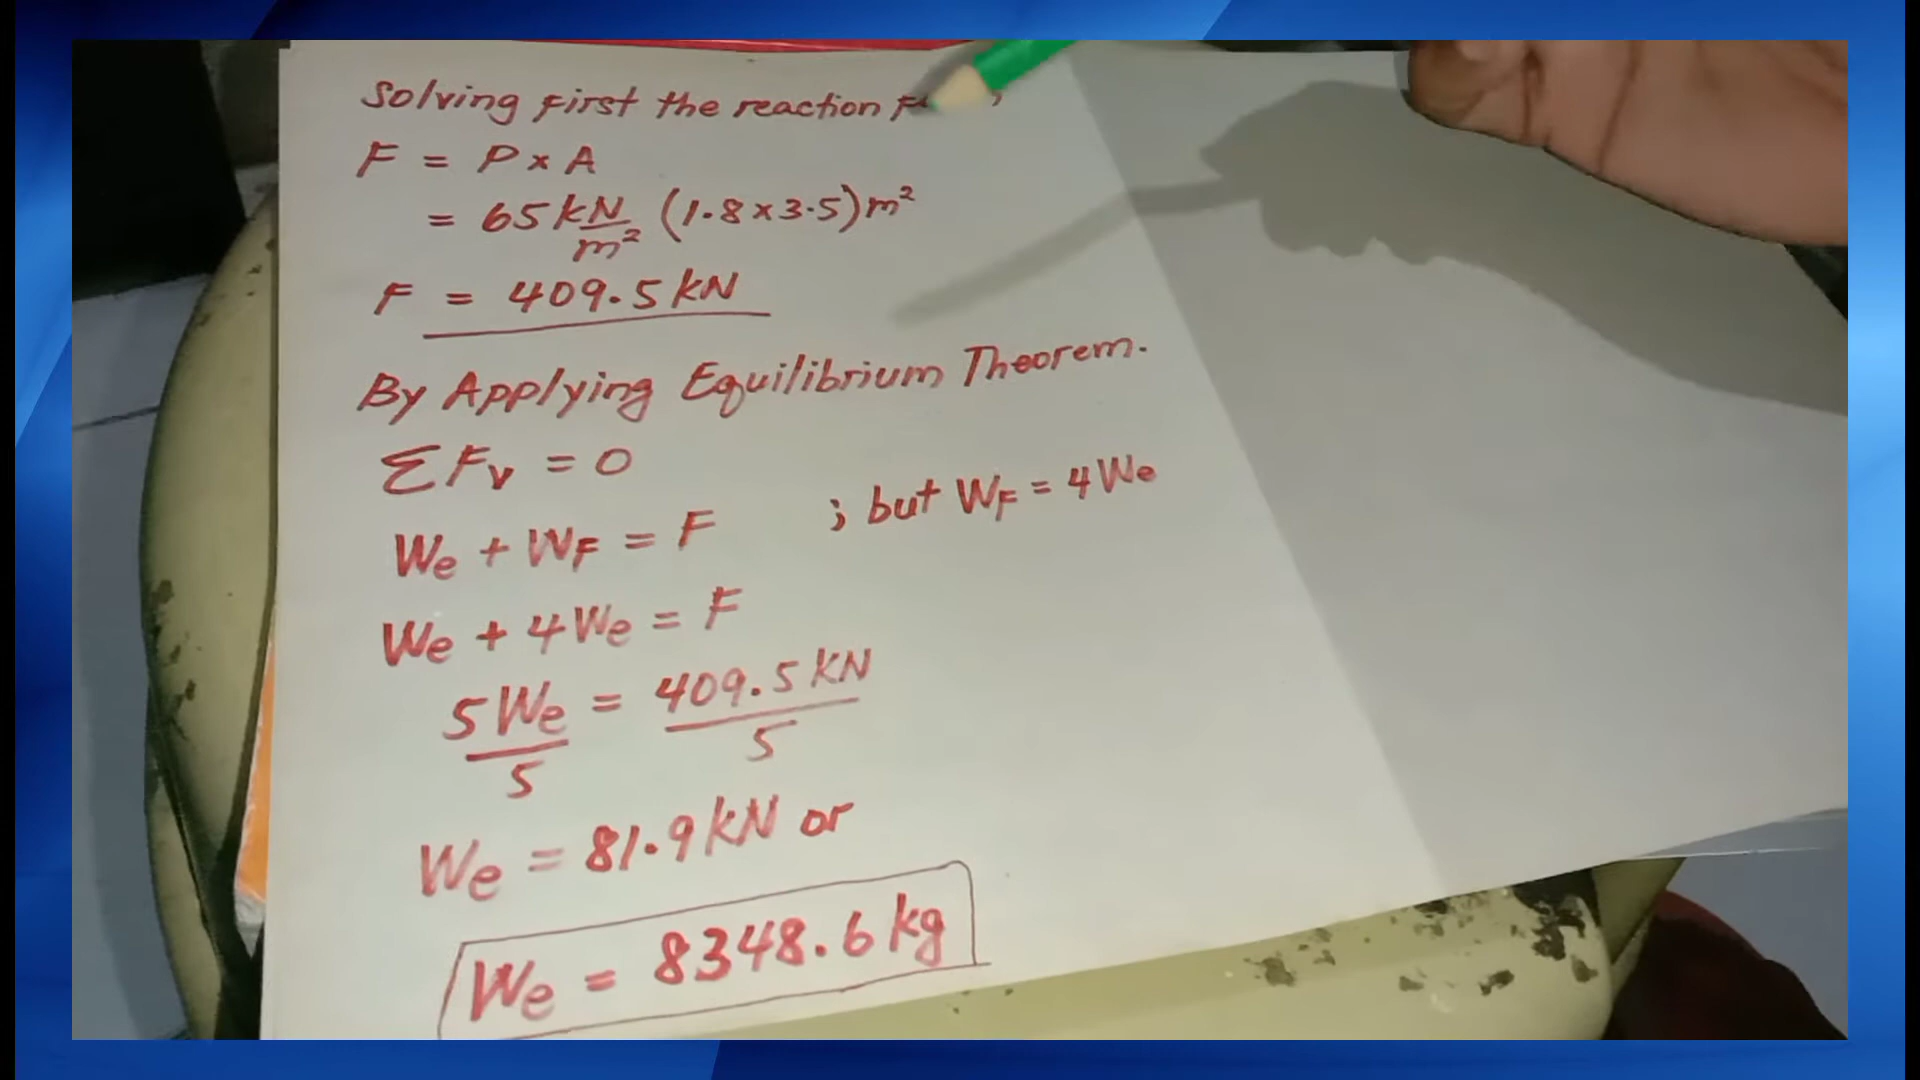 Solving first the reaction
F = P x A
= 65 kN/m² (1.8 x 3.5) m²
F = 409.5 kN
By Applying Equilibrium Theorem.
ΣFv = 0
We + WF = F ; but WF = 4We
We + 4We = F
5We/5 = 409.5 kN/5
We = 81.9 kN or
We = 8348.6 kg